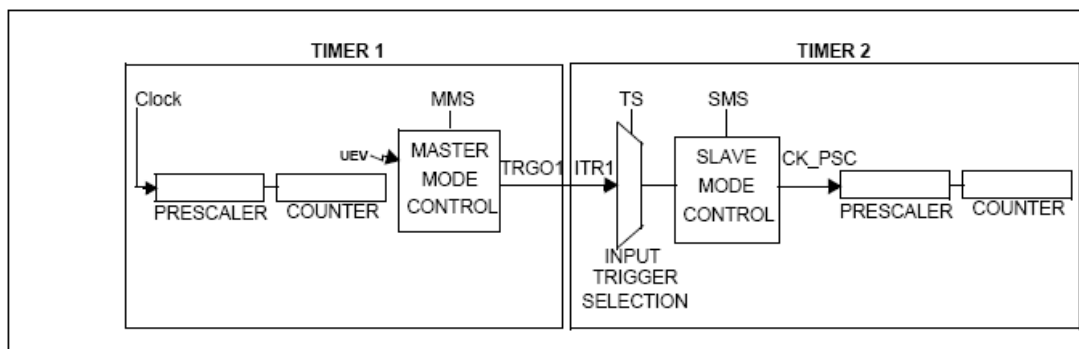 TIMER 1
TIMER 2
Clock
MMS
TS
SMS
UEV
MASTER
MODE
CONTROL
TRGO1
ITR1
SLAVE
MODE
CONTROL
CK_PSC
PRESCALER
COUNTER
PRESCALER
COUNTER
INPUT
TRIGGER
SELECTION